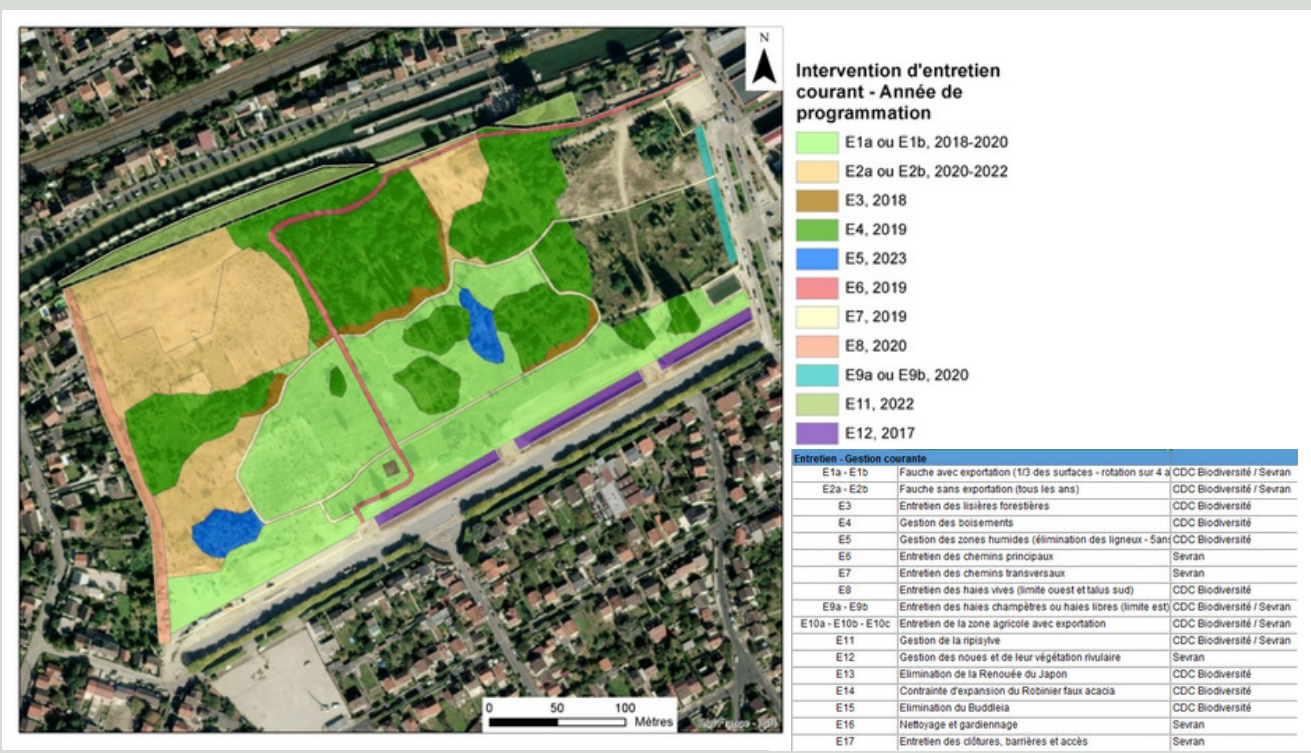 N
Intervention d'entretien
courant - Année de
programmation
E1a ou E1b, 2018-2020
E2a ou E2b, 2020-2022
E3, 2018
E4, 2019
E5, 2023
E6, 2019
E7, 2019
E8, 2020
E9a ou E9b, 2020
E11, 2022
E12, 2017
0 50 100
Mètres
Entretien - Gestion courante
E1a - E1b Fauche avec exportation (1/3 des surfaces - rotation sur 4 a CDC Biodiversité / Sevran
E2a - E2b Fauche sans exportation (tous les ans) CDC Biodiversité / Sevran
E3 Entretien des lisières forestières CDC Biodiversité
E4 Gestion des boisements CDC Biodiversité
E5 Gestion des zones humides (élimination des ligneux - 5ans CDC Biodiversité
E6 Entretien des chemins principaux Sevran
E7 Entretien des chemins transversaux Sevran
E8 Entretien des haies vives (limite ouest et talus sud) CDC Biodiversité
E9a - E9b Entretien des haies champêtres ou haies libres (limite est) CDC Biodiversité / Sevran
E10a - E10b - E10c Entretien de la zone agricole avec exportation CDC Biodiversité / Sevran
E11 Gestion de la ripisylve CDC Biodiversité / Sevran
E12 Gestion des noues et de leur végétation rivulaire Sevran
E13 Elimination de la Renouée du Japon CDC Biodiversité
E14 Contrainte d'expansion du Robinier faux acacia CDC Biodiversité
E15 Elimination du Buddleia CDC Biodiversité
E16 Nettoyage et gardiennage Sevran
E17 Entretien des clôtures, barrières et accès Sevran